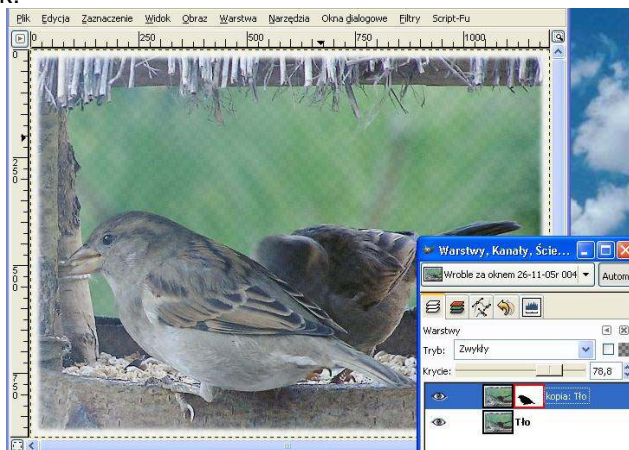 k.
Plik Edycja Zaznaczenie Widok Obraz Warstwa Narzędzia Okna dialogowe Filtry Script-Fu
0 250 500 750 1000
0
250
500
750
Warstwy, Kanały, Ście...
Wroble za oknem 26-11-05r 004 Autom
Warstwy
Tryb: Zwykły
Krycie: 78,8
kopia: Tło
Tło